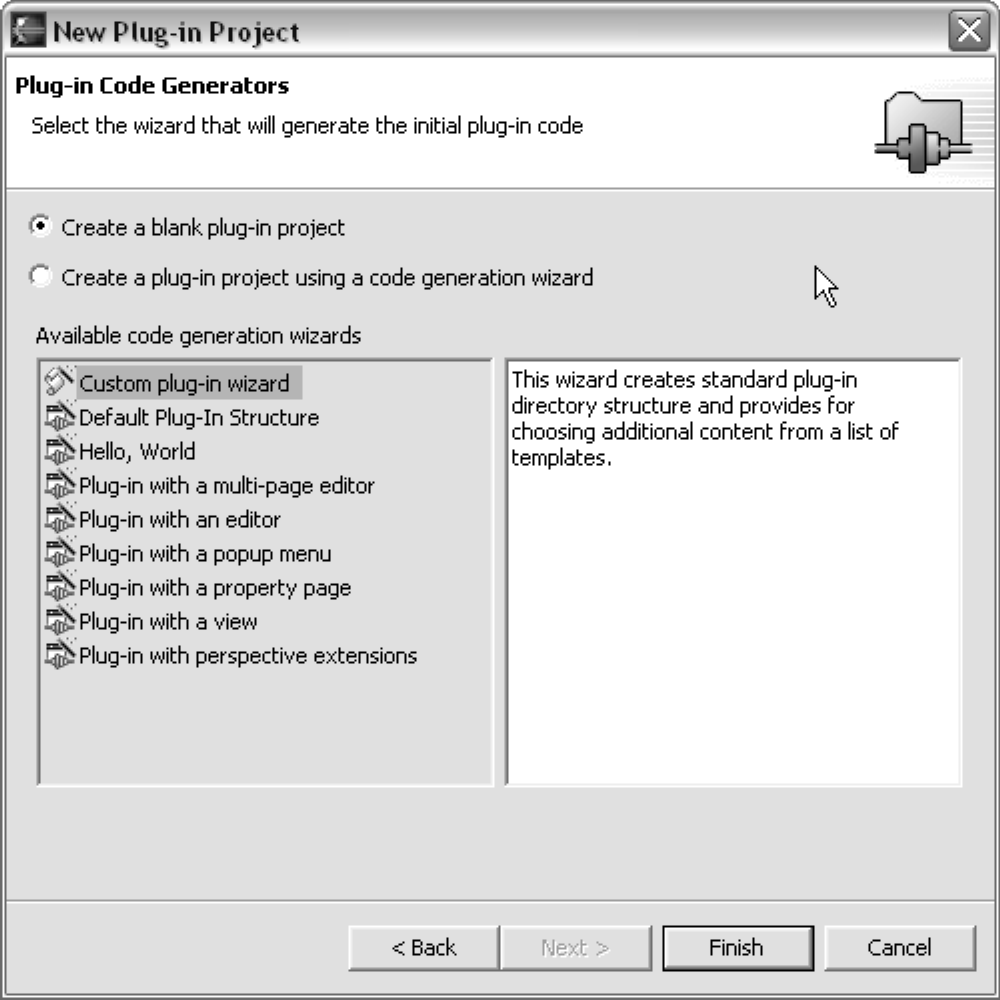 New Plug-in Project
Plug-in Code Generators
Select the wizard that will generate the initial plug-in code
Create a blank plug-in project
Create a plug-in project using a code generation wizard
Available code generation wizards
Custom plug-in wizard
Default Plug-In Structure
Hello, World
Plug-in with a multi-page editor
Plug-in with an editor
Plug-in with a popup menu
Plug-in with a property page
Plug-in with a view
Plug-in with perspective extensions
This wizard creates standard plug-in
directory structure and provides for
choosing additional content from a list of
templates.
< Back
Next >
Finish
Cancel